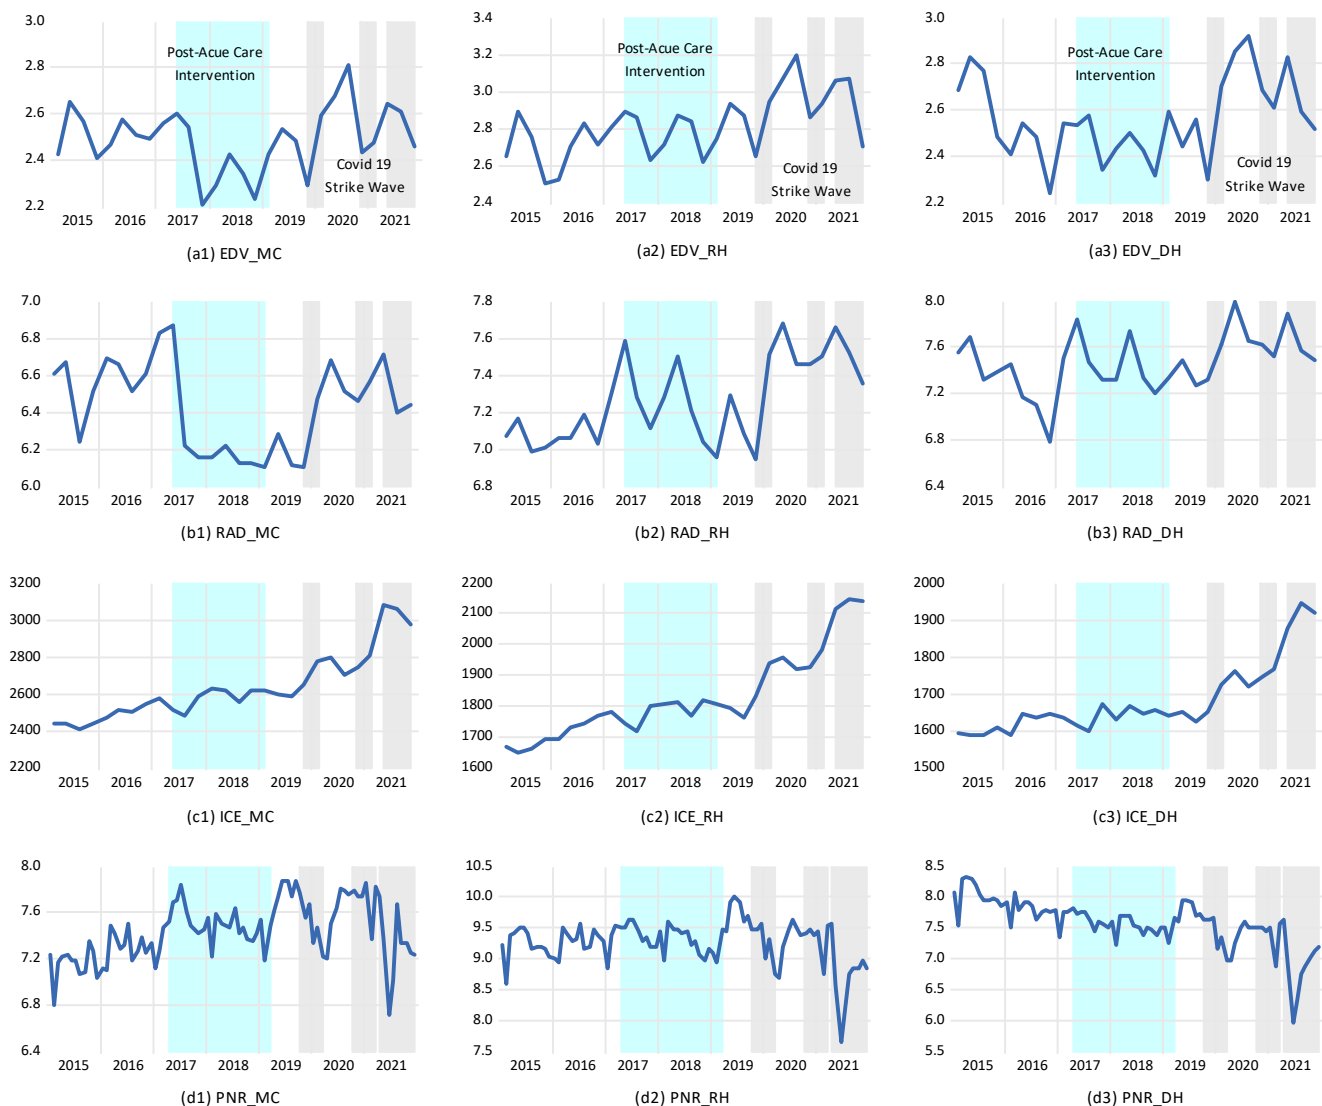 3.0
2.8
2.6
2.4
2.2
Post-Acue Care
Intervention
Covid 19
Strike Wave
2015 2016 2017 2018 2019 2020 2021
(a1) EDV_MC
3.4
3.2
3.0
2.8
2.6
2.4
Post-Acue Care
Intervention
Covid 19
Strike Wave
2015 2016 2017 2018 2019 2020 2021
(a2) EDV_RH
3.0
2.8
2.6
2.4
2.2
Post-Acue Care
Intervention
Covid 19
Strike Wave
2015 2016 2017 2018 2019 2020 2021
(a3) EDV_DH
7.0
6.8
6.6
6.4
6.2
6.0
2015 2016 2017 2018 2019 2020 2021
(b1) RAD_MC
7.8
7.6
7.4
7.2
7.0
6.8
2015 2016 2017 2018 2019 2020 2021
(b2) RAD_RH
8.0
7.6
7.2
6.8
6.4
2015 2016 2017 2018 2019 2020 2021
(b3) RAD_DH
3200
3000
2800
2600
2400
2200
2015 2016 2017 2018 2019 2020 2021
(c1) ICE_MC
2200
2100
2000
1900
1800
1700
1600
2015 2016 2017 2018 2019 2020 2021
(c2) ICE_RH
2000
1900
1800
1700
1600
1500
2015 2016 2017 2018 2019 2020 2021
(c3) ICE_DH
8.0
7.6
7.2
6.8
6.4
2015 2016 2017 2018 2019 2020 2021
(d1) PNR_MC
10.5
10.0
9.5
9.0
8.5
8.0
7.5
2015 2016 2017 2018 2019 2020 2021
(d2) PNR_RH
8.5
8.0
7.5
7.0
6.5
6.0
5.5
2015 2016 2017 2018 2019 2020 2021
(d3) PNR_DH